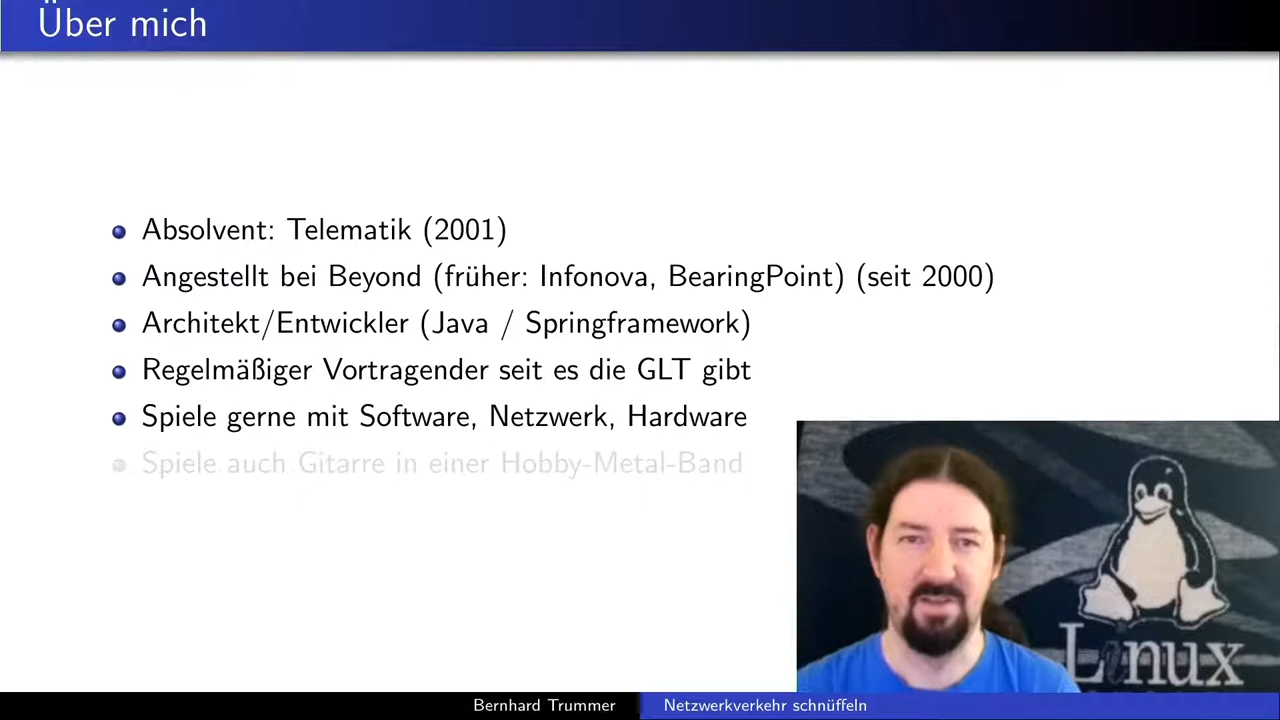 Über mich
Absolvent: Telematik (2001)
Angestellt bei Beyond (früher: Infonova, BearingPoint) (seit 2000)
Architekt/Entwickler (Java / Springframework)
Regelmäßiger Vortragender seit es die GLT gibt
Spiele gerne mit Software, Netzwerk, Hardware
Spiele auch Gitarre in einer Hobby-Metal-Band
Linux
Bernhard Trummer
Netzwerkverkehr schnüffeln